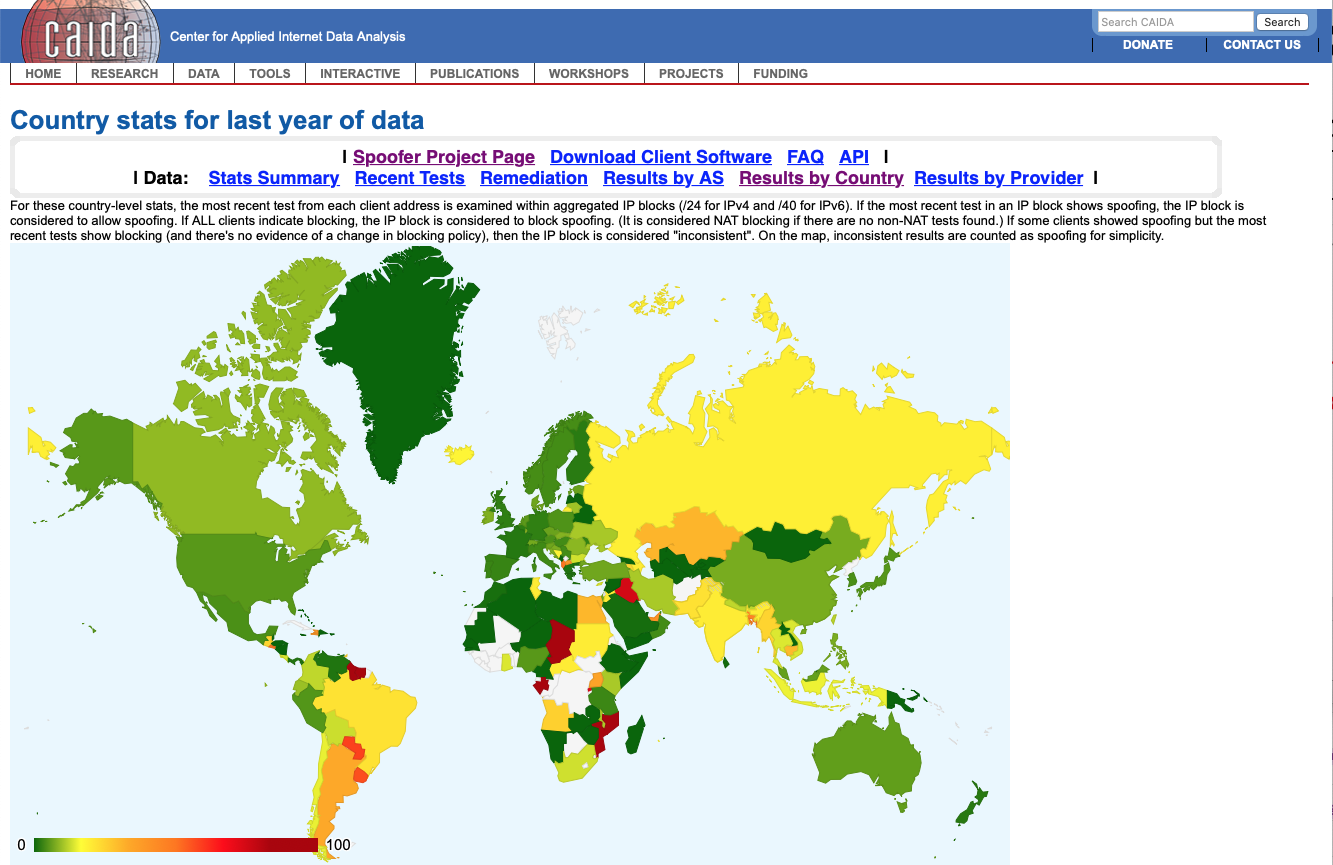 caida
Center for Applied Internet Data Analysis
Search CAIDA
Search
DONATE
CONTACT US
HOME
RESEARCH
DATA
TOOLS
INTERACTIVE
PUBLICATIONS
WORKSHOPS
PROJECTS
FUNDING
Country stats for last year of data
| Spoofer Project Page Download Client Software FAQ API |
| Data: Stats Summary Recent Tests Remediation Results by AS Results by Country Results by Provider |
For these country-level stats, the most recent test from each client address is examined within aggregated IP blocks (/24 for IPv4 and /40 for IPv6). If the most recent test in an IP block shows spoofing, the IP block is
considered to allow spoofing. If ALL clients indicate blocking, the IP block is considered to block spoofing. (It is considered NAT blocking if there are no non-NAT tests found.) If some clients showed spoofing but the most
recent tests show blocking (and there's no evidence of a change in blocking policy), then the IP block is considered "inconsistent". On the map, inconsistent results are counted as spoofing for simplicity.
0
100